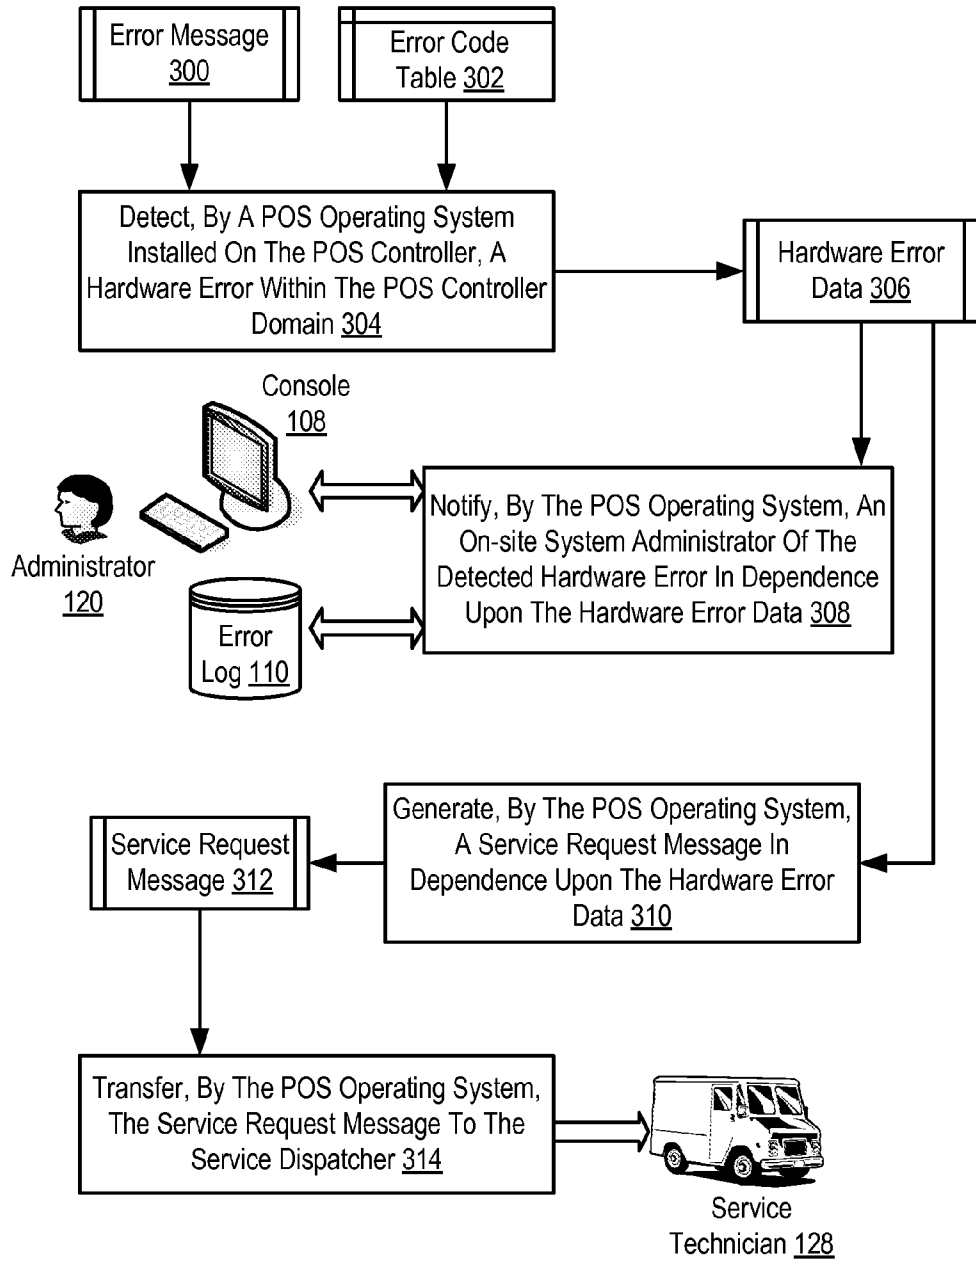 Error Message
300
Error Code
Table 302
Detect, By A POS Operating System
Installed On The POS Controller, A
Hardware Error Within The POS Controller
Domain 304
Hardware Error
Data 306
Console
108
Administrator
120
Notify, By The POS Operating System, An
On-site System Administrator Of The
Detected Hardware Error In Dependence
Upon The Hardware Error Data 308
Error
Log 110
Generate, By The POS Operating System,
A Service Request Message In
Dependence Upon The Hardware Error
Data 310
Service Request
Message 312
Transfer, By The POS Operating System,
The Service Request Message To The
Service Dispatcher 314
Service
Technician 128